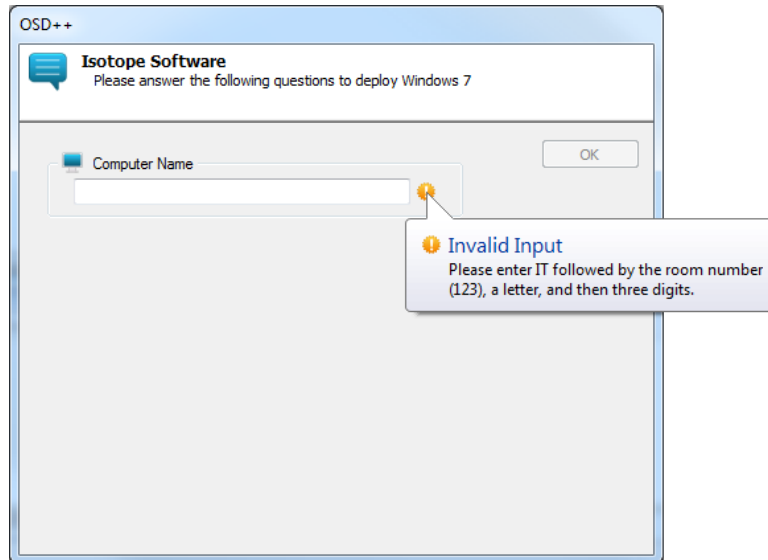 OSD++
Isotope Software
Please answer the following questions to deploy Windows 7
OK
Computer Name
Invalid Input
Please enter IT followed by the room number
(123), a letter, and then three digits.